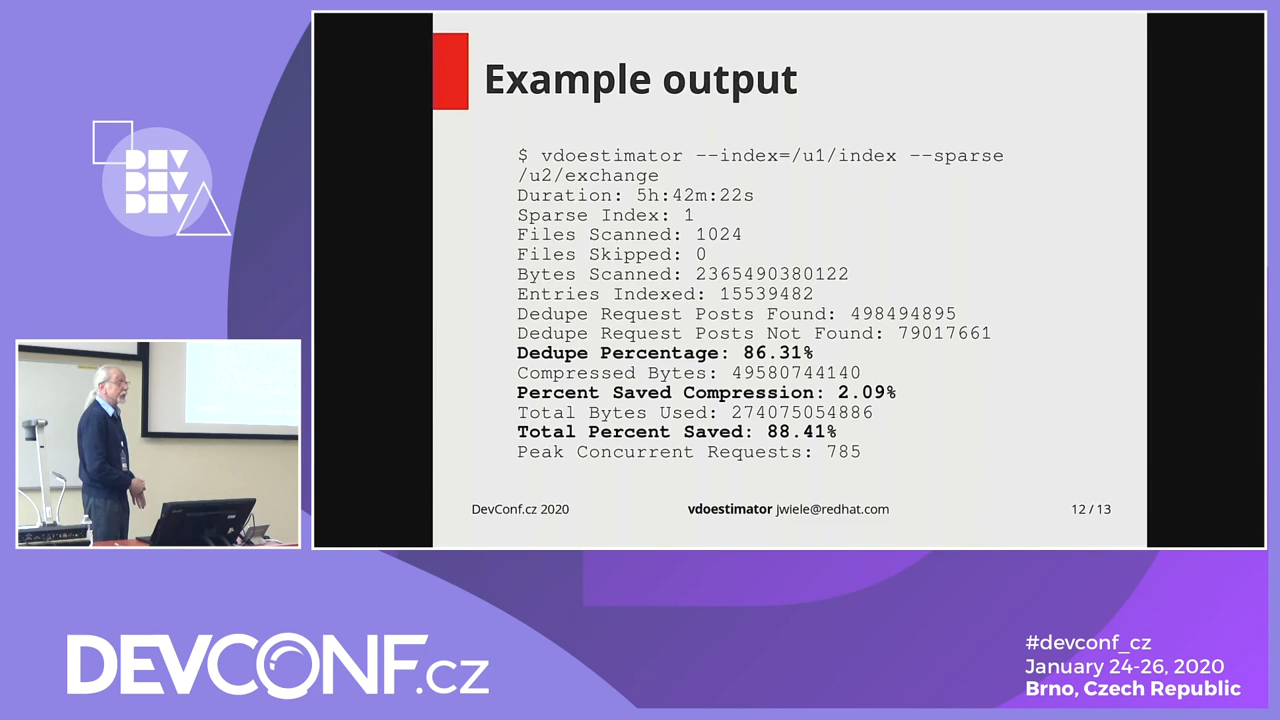 Example output
$ vdoestimator --index=/u1/index --sparse
/u2/exchange
Duration: 5h:42m:22s
Sparse Index: 1
Files Scanned: 1024
Files Skipped: 0
Bytes Scanned: 2365490380122
Entries Indexed: 15539482
Dedupe Request Posts Found: 498494895
Dedupe Request Posts Not Found: 79017661
Dedupe Percentage: 86.31%
Compressed Bytes: 49580744140
Percent Saved Compression: 2.09%
Total Bytes Used: 274075054886
Total Percent Saved: 88.41%
Peak Concurrent Requests: 785
DevConf.cz 2020
vdoestimator jwiele@redhat.com
12 / 13
DEV
DEV
DEV
DEVCONF.cz
#devconf_cz
January 24-26, 2020
Brno, Czech Republic